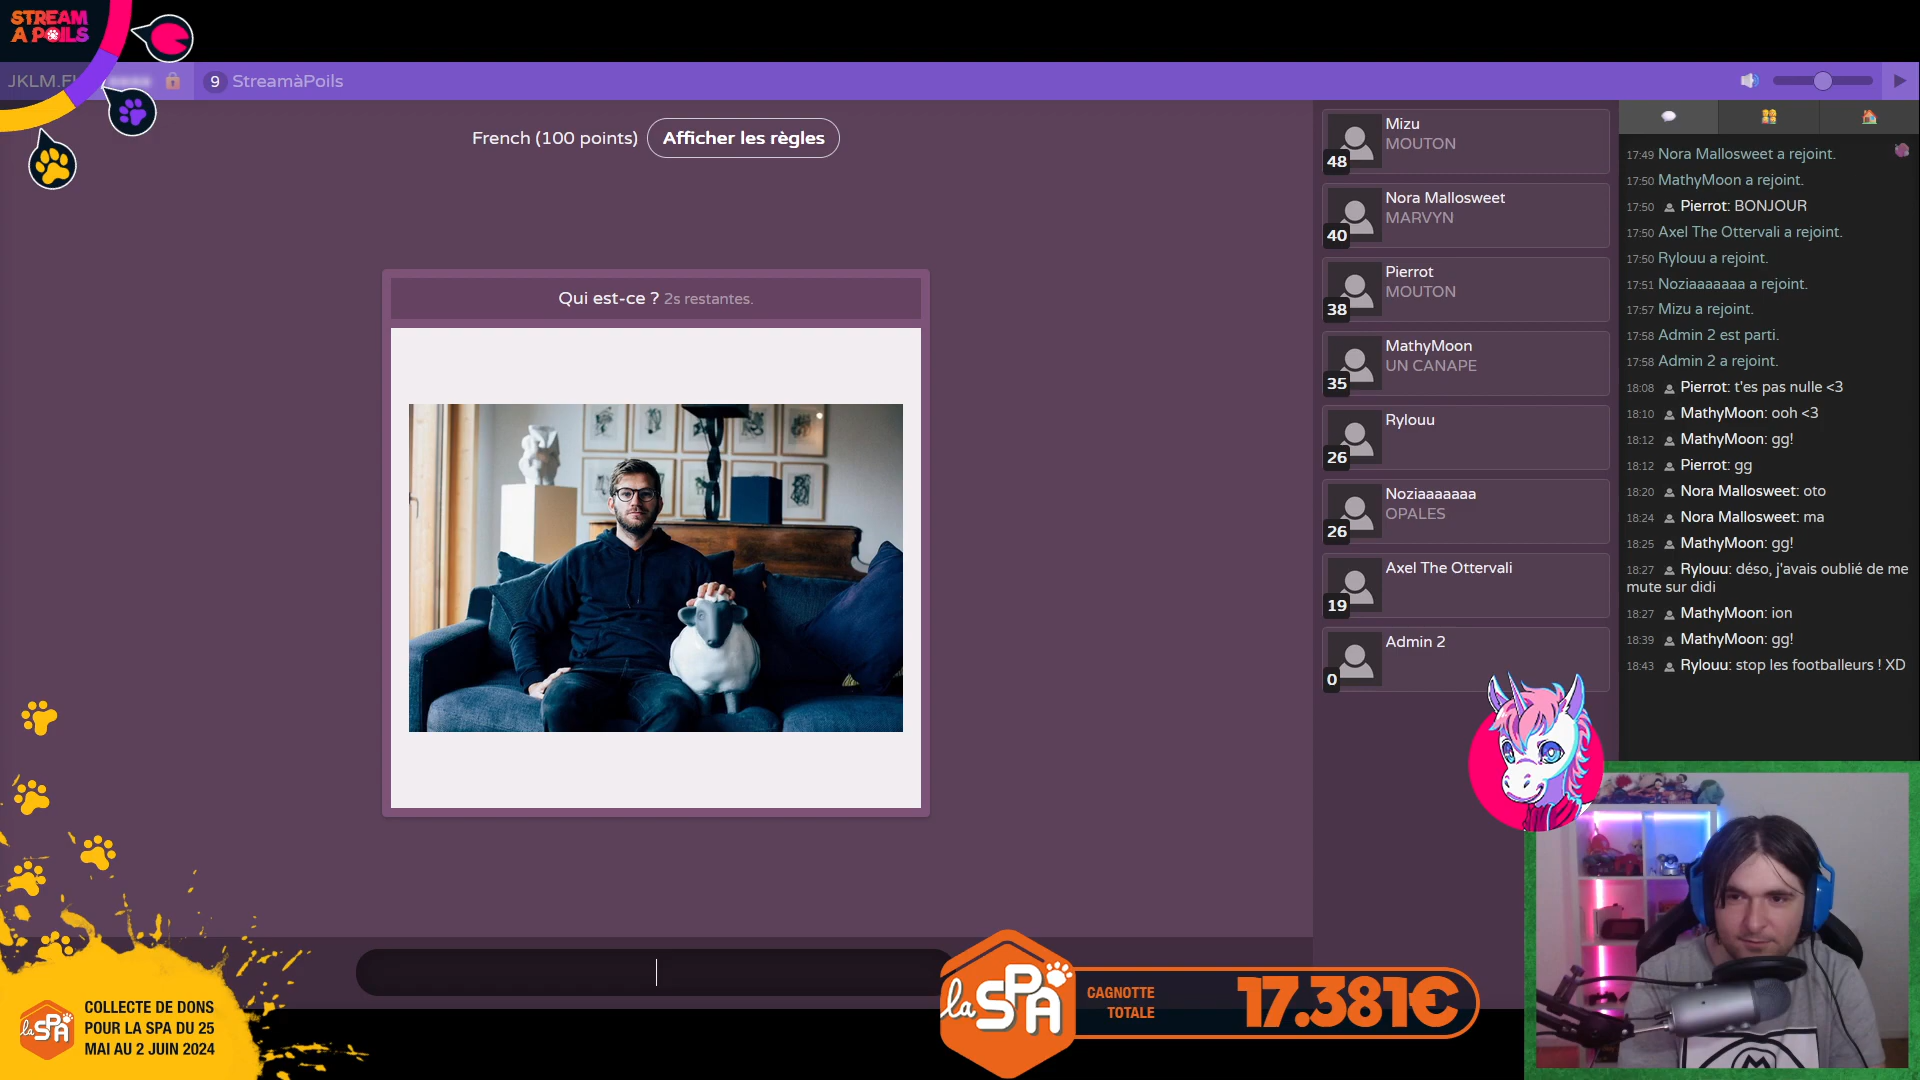 STREAM
A POILS
JKLM.F
9 StreamàPoils
French (100 points) Afficher les règles
Qui est-ce ? 2s restantes.
Mizu
MOUTON
48
Nora Mallosweet
MARVYN
40
Pierrot
MOUTON
38
MathyMoon
UN CANAPE
35
Rylouu
26
Noziaaaaaaa
OPALES
26
Axel The Ottervali
19
Admin 2
0
17:49 Nora Mallosweet a rejoint.
17:50 MathyMoon a rejoint.
17:50 Pierrot: BONJOUR
17:50 Axel The Ottervali a rejoint.
17:50 Rylouu a rejoint.
17:51 Noziaaaaaaa a rejoint.
17:57 Mizu a rejoint.
17:58 Admin 2 est parti.
17:58 Admin 2 a rejoint.
18:08 Pierrot: t'es pas nulle <3
18:10 MathyMoon: ooh <3
18:12 MathyMoon: gg!
18:12 Pierrot: gg
18:20 Nora Mallosweet: oto
18:24 Nora Mallosweet: ma
18:25 MathyMoon: gg!
18:27 Rylouu: déso, j'avais oublié de me
mute sur didi
18:27 MathyMoon: ion
18:39 MathyMoon: gg!
18:43 Rylouu: stop les footballeurs ! XD
la SPA
COLLECTE DE DONS
POUR LA SPA DU 25
MAI AU 2 JUIN 2024
la SPA
CAGNOTTE
TOTALE
17.381€